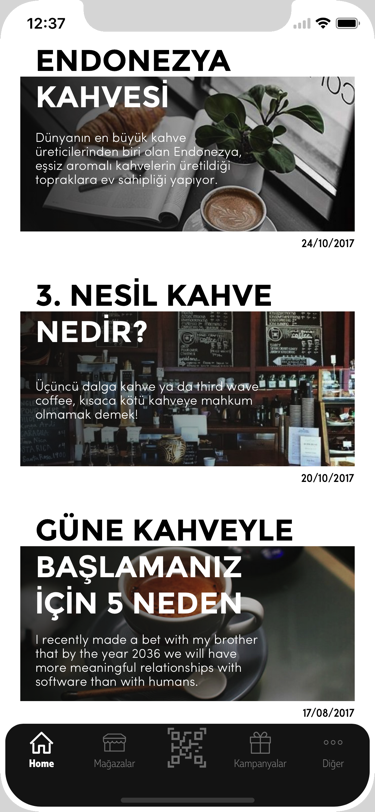 12:37
ENDONEZYA
KAHVESİ
Dünyanın en büyük kahve
üreticilerinden biri olan Endonezya,
eşsiz aromalı kahvelerin üretildiği
topraklara ev sahipliği yapıyor.
24/10/2017
3. NESİL KAHVE
NEDİR?
Üçüncü dalga kahve ya da third wave
coffee, kısaca kötü kahveye mahkum
olmamak demek!
20/10/2017
GÜNE KAHVEYLE
BAŞLAMANIZ
İÇİN 5 NEDEN
I recently made a bet with my brother
that by the year 2036 we will have
more meaningful relationships with
software than with humans.
17/08/2017
Home
Mağazalar
Kampanyalar
Diğer